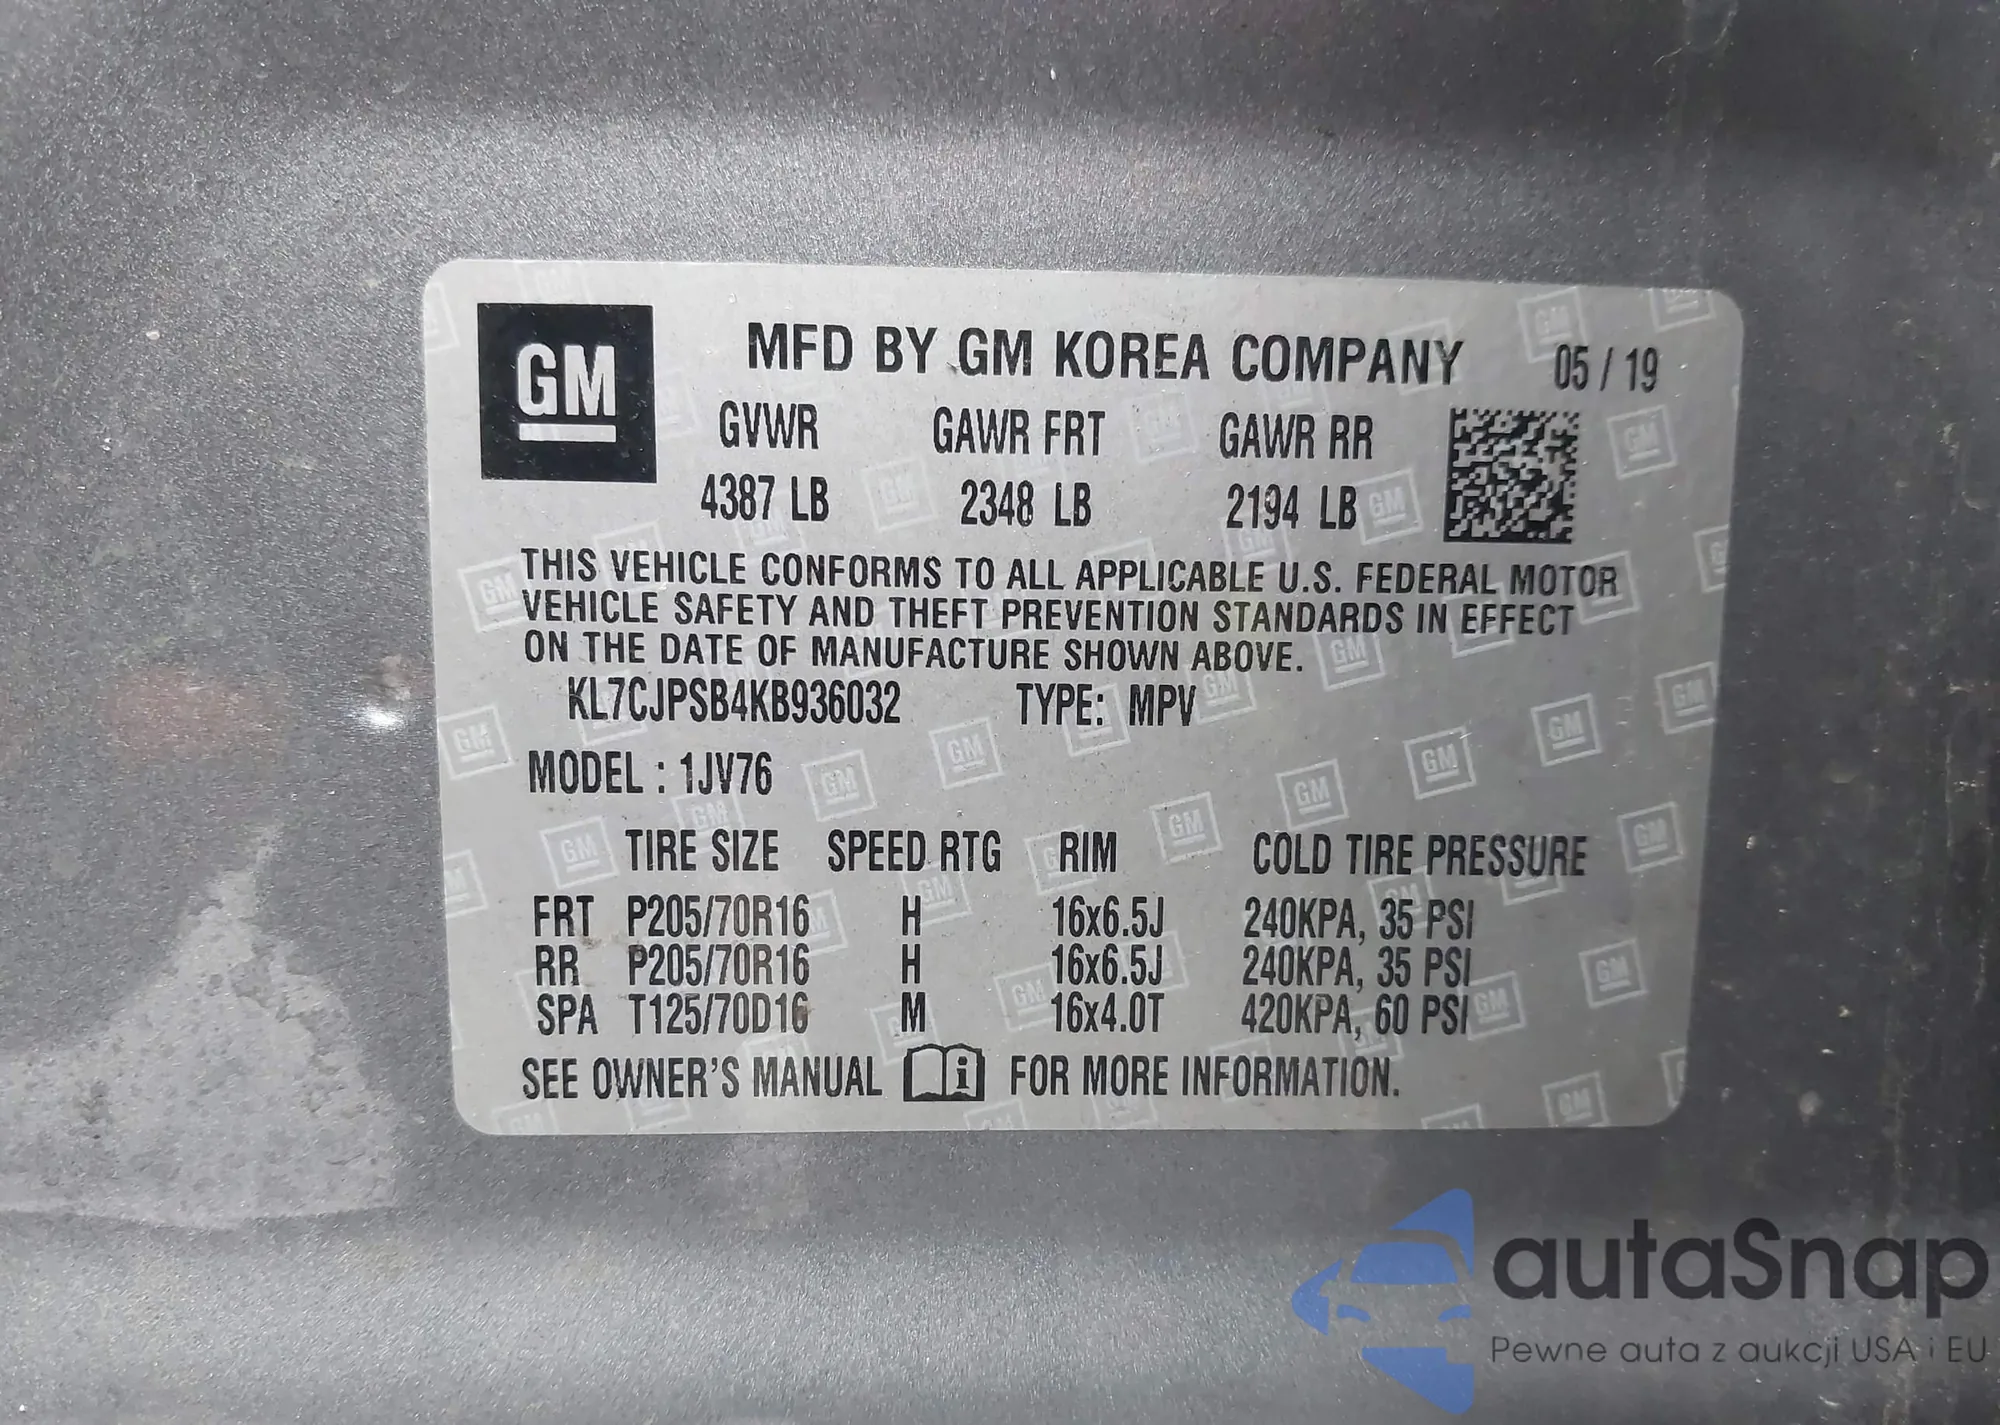 GM
MFD BY GM KOREA COMPANY 05 / 19
GVWR GAWR FRT GAWR RR
4387 LB 2348 LB 2194 LB
THIS VEHICLE CONFORMS TO ALL APPLICABLE U.S. FEDERAL MOTOR
VEHICLE SAFETY AND THEFT PREVENTION STANDARDS IN EFFECT
ON THE DATE OF MANUFACTURE SHOWN ABOVE.
KL7CJPSB4KB936032 TYPE: MPV
MODEL : 1JV76
TIRE SIZE SPEED RTG RIM COLD TIRE PRESSURE
FRT P205/70R16 H 16x6.5J 240KPA, 35 PSI
RR P205/70R16 H 16x6.5J 240KPA, 35 PSI
SPA T125/70D16 M 16x4.0T 420KPA, 60 PSI
SEE OWNER'S MANUAL i FOR MORE INFORMATION.
autaSnap
Pewne auta z aukcji USA i EU